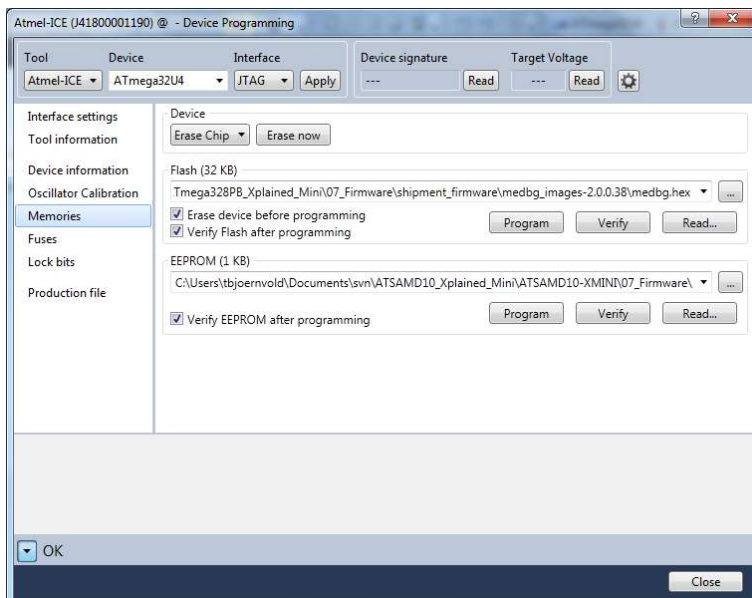 Atmel-ICE (J41800001190) @ - Device Programming
Tool Device Interface Device signature Target Voltage
Atmel-ICE ATmega32U4 JTAG Apply --- Read --- Read
Interface settings
Tool information
Device information
Oscillator Calibration
Memories
Fuses
Lock bits
Production file
Device
Erase Chip Erase now
Flash (32 KB)
Tmega328PB_Xplained_Mini\07_Firmware\shipment_firmware\medbg_images-2.0.0.38\medbg.hex ...
Erase device before programming
Verify Flash after programming
Program Verify Read...
EEPROM (1 KB)
C:\Users\tbjoernvold\Documents\svn\ATSAMD10_Xplained_Mini\ATSAMD10-XMINI\07_Firmware\ ...
Verify EEPROM after programming
Program Verify Read...
OK
Close